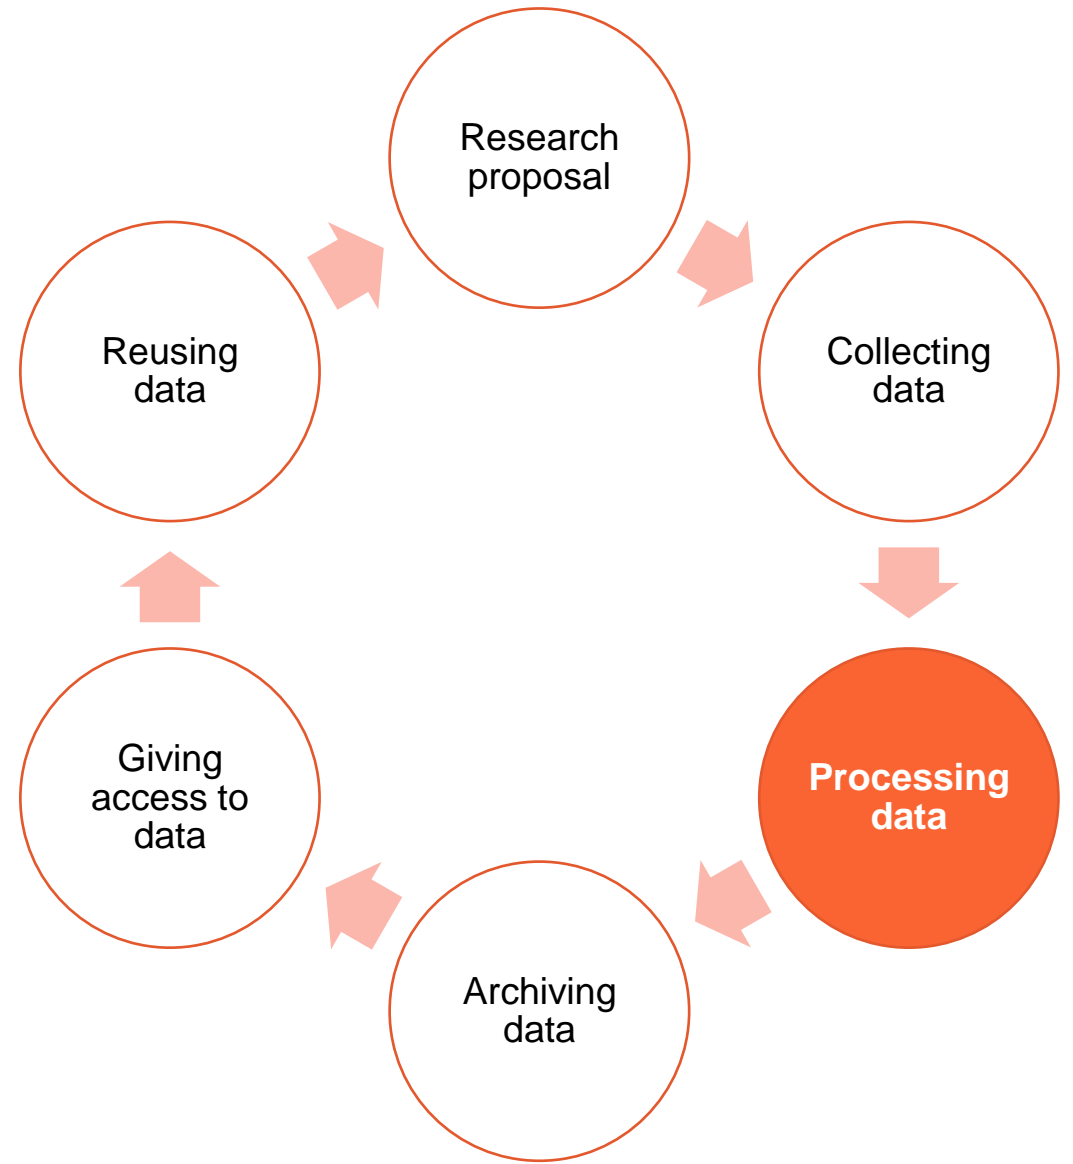 Research
proposal
Collecting
data
Processing
data
Archiving
data
Giving
access to
data
Reusing
data